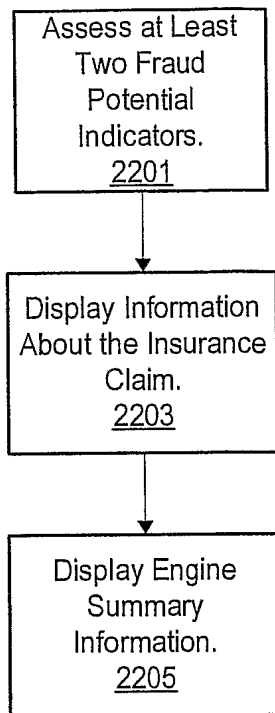 Assess at Least
Two Fraud
Potential
Indicators.
2201
Display Information
About the Insurance
Claim.
2203
Display Engine
Summary
Information.
2205